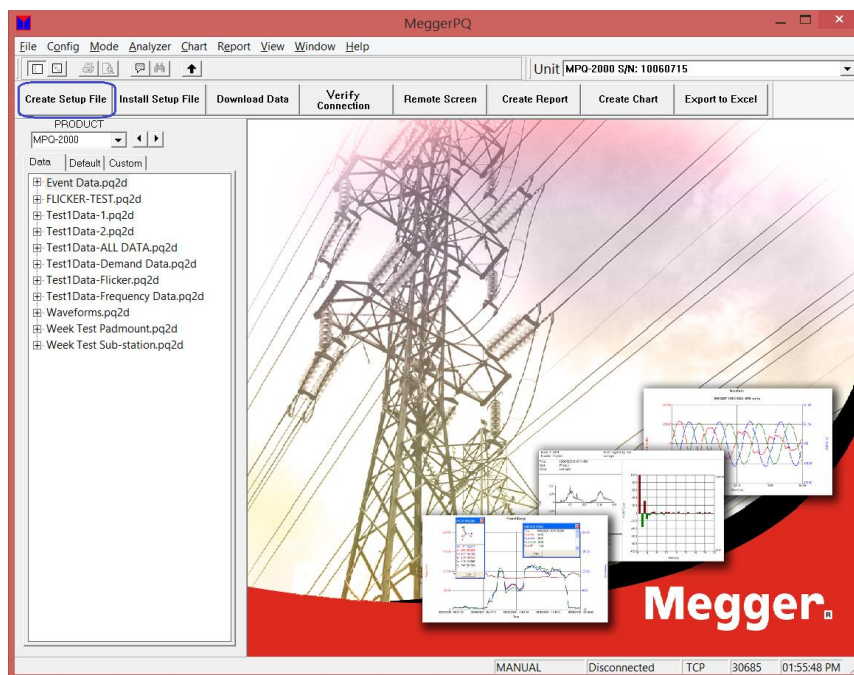 MeggerPQ
File Config Mode Analyzer Chart Report View Window Help
Unit MPQ-2000 S/N: 10060715
Create Setup File Install Setup File Download Data Verify Connection Remote Screen Create Report Create Chart Export to Excel
PRODUCT
MPQ-2000
Data Default Custom
Event Data.pq2d
FLICKER-TEST.pq2d
Test1Data-1.pq2d
Test1Data-2.pq2d
Test1Data-ALL DATA.pq2d
Test1Data-Demand Data.pq2d
Test1Data-Flicker.pq2d
Test1Data-Frequency Data.pq2d
Waveforms.pq2d
Week Test Padmount.pq2d
Week Test Sub-station.pq2d
Megger®
MANUAL Disconnected TCP 30685 01:55:48 PM